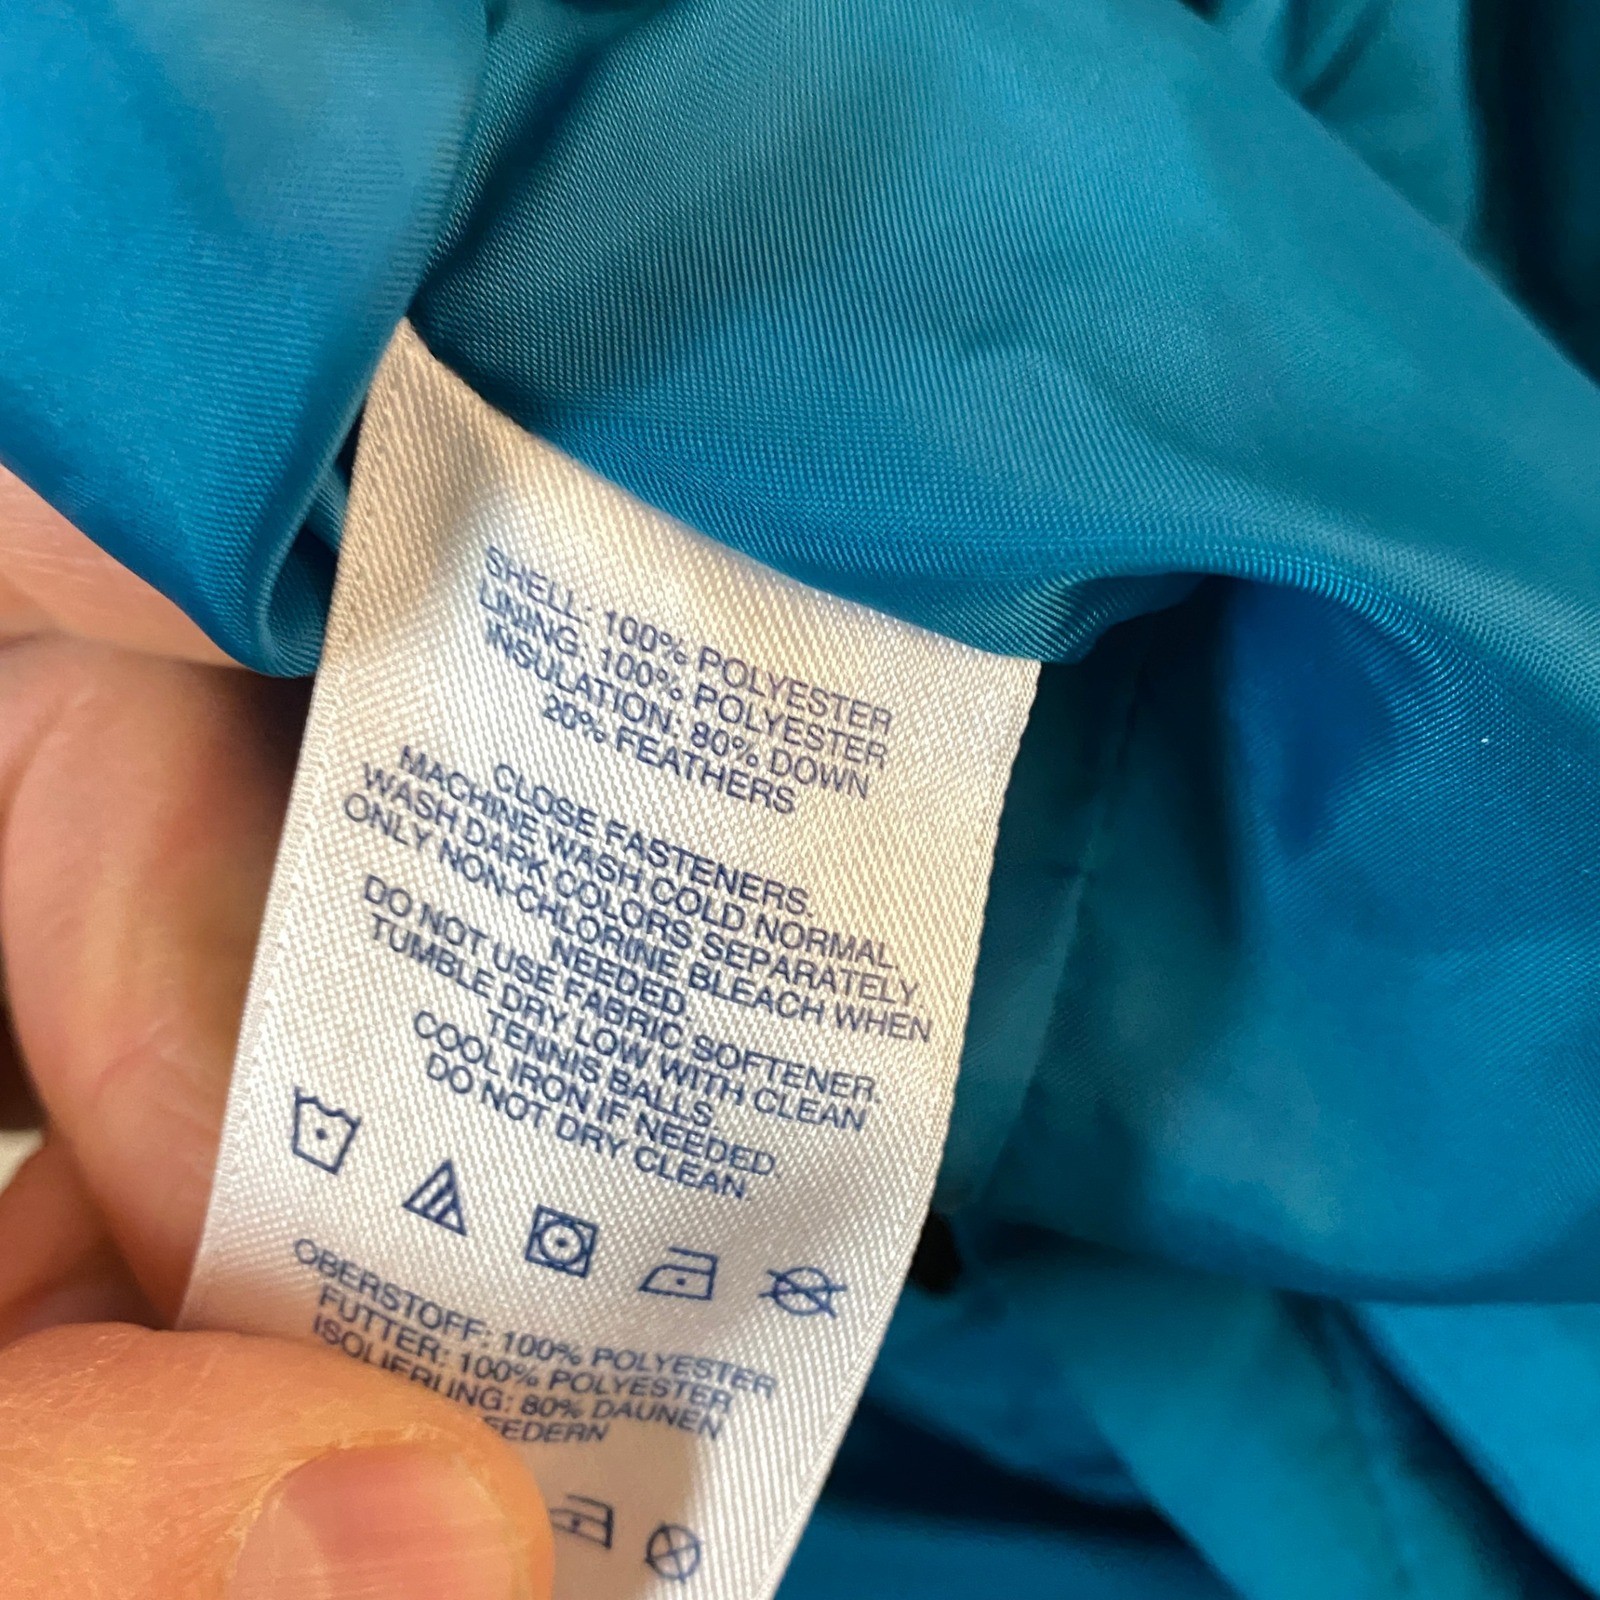 SHELL: 100% POLYESTER
LINING: 100% POLYESTER
INSULATION: 80% DOWN
20% FEATHERS
CLOSE FASTENERS.
MACHINE WASH COLD NORMAL.
WASH DARK COLORS SEPARATELY.
ONLY NON-CHLORINE BLEACH WHEN
NEEDED.
DO NOT USE FABRIC SOFTENER.
TUMBLE DRY LOW WITH CLEAN
TENNIS BALLS.
COOL IRON IF NEEDED
DO NOT DRY CLEAN
OBERSTOFF: 100% POLYESTER
FUTTER: 100% POLYESTER
ISOLIERUNG: 80% DAUNEN
FEDERN